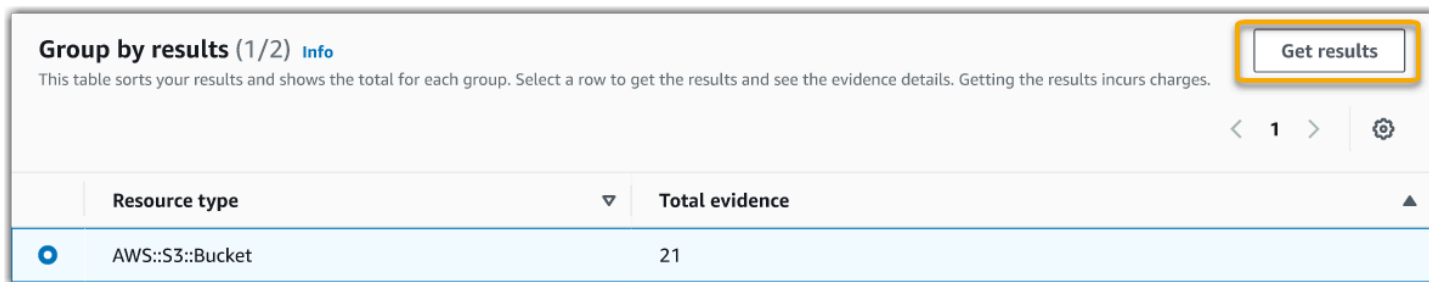 Group by results (1/2) Info
Get results
This table sorts your results and shows the total for each group. Select a row to get the results and see the evidence details. Getting the results incurs charges.
1
Resource type Total evidence
AWS::S3::Bucket 21